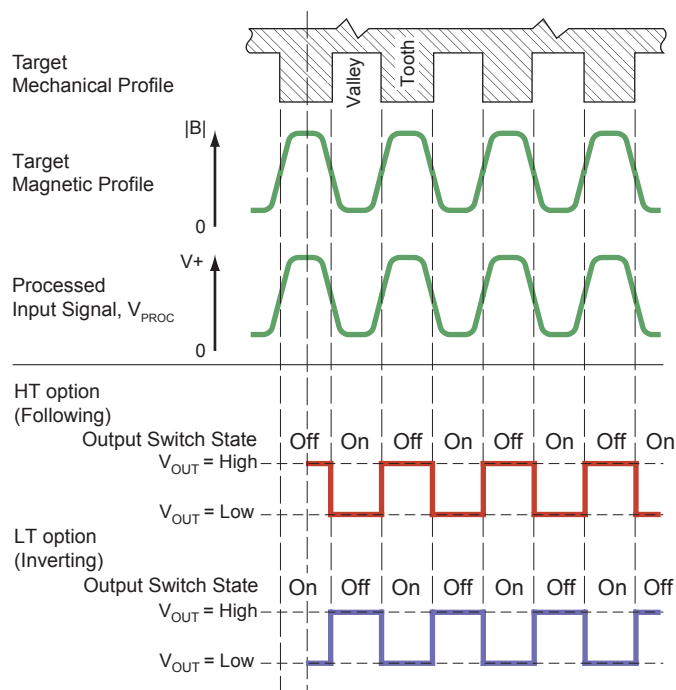 Target
Mechanical Profile
Valley
Tooth
|B|
Target
Magnetic Profile
0
V+
Processed
Input Signal, VPROC
0
HT option
(Following)
Output Switch State Off On Off On Off On Off On
VOUT = High
VOUT = Low
LT option
(Inverting)
Output Switch State On Off On Off On Off On Off
VOUT = High
VOUT = Low